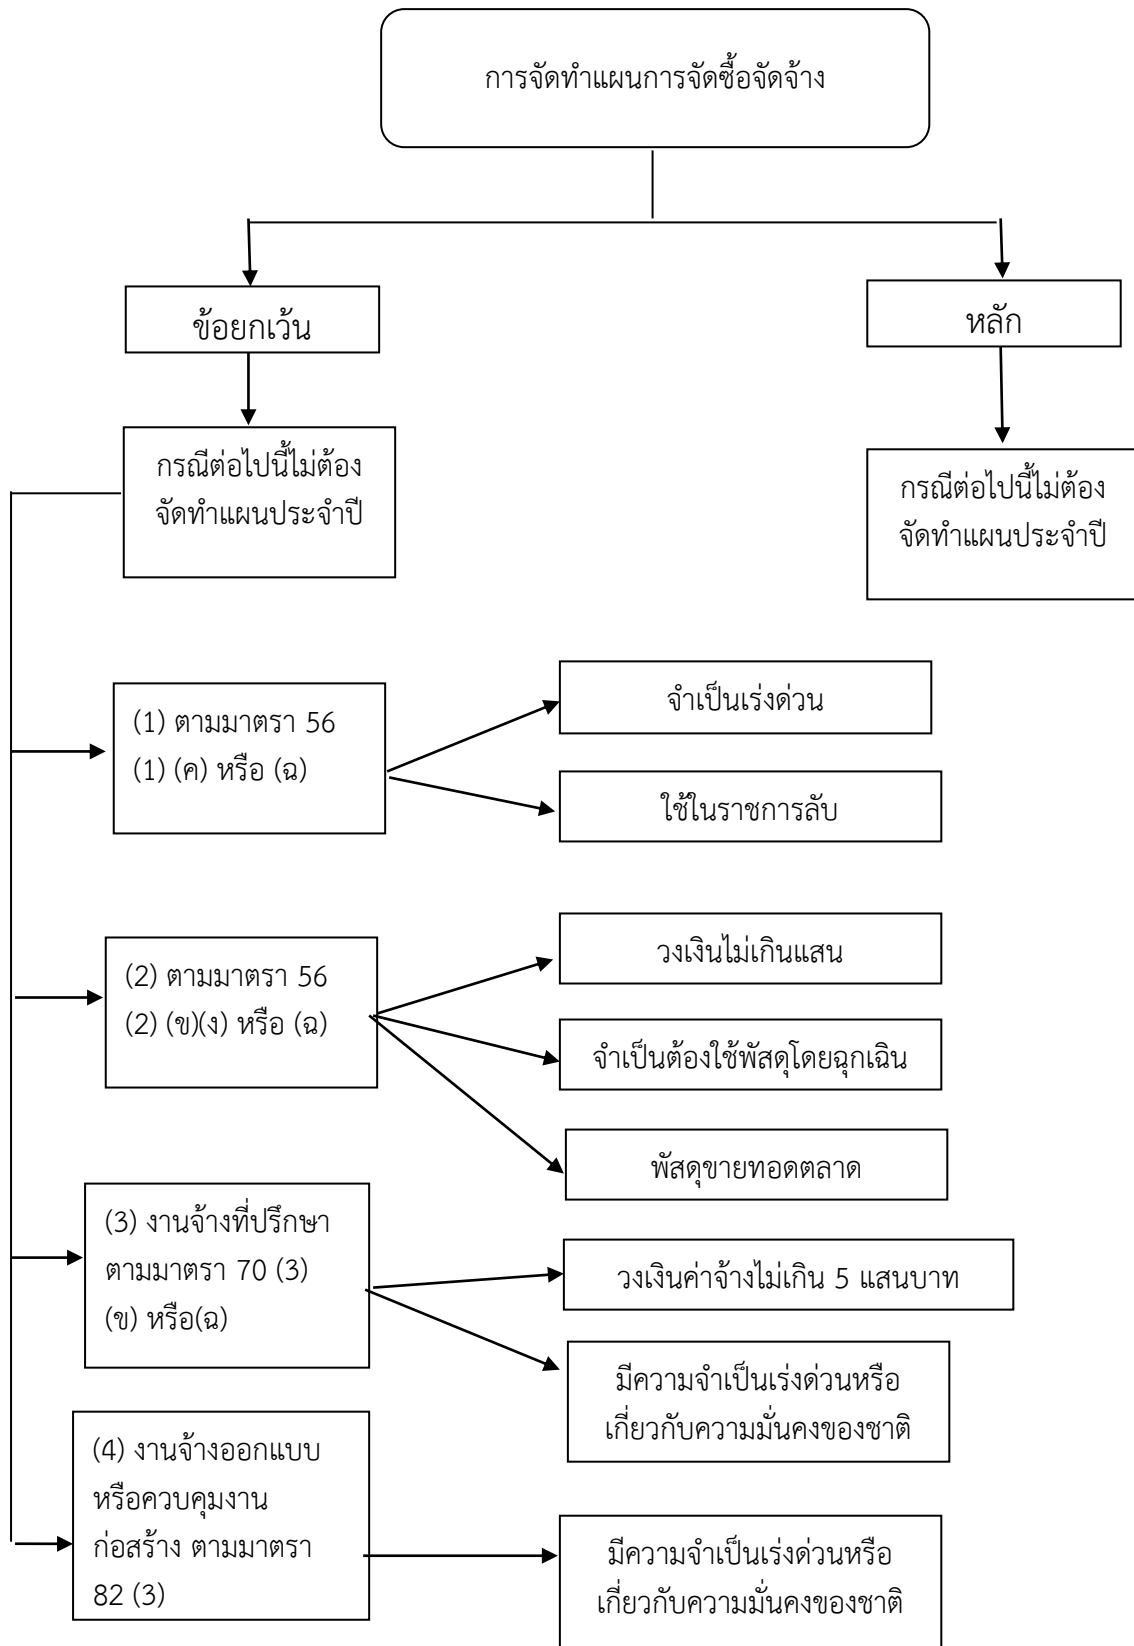 การจัดทำแผนการจัดซื้อจัดจ้าง
ข้อยกเว้น
หลัก
กรณีต่อไปนี้ไม่ต้อง
จัดทำแผนประจำปี
กรณีต่อไปนี้ไม่ต้อง
จัดทำแผนประจำปี
(1) ตามมาตรา 56
(1) (ค) หรือ (ฉ)
จำเป็นเร่งด่วน
ใช้ในราชการลับ
(2) ตามมาตรา 56
(2) (ข)(ง) หรือ (ฉ)
วงเงินไม่เกินแสน
จำเป็นต้องใช้พัสดุโดยฉุกเฉิน
พัสดุขายทอดตลาด
(3) งานจ้างที่ปรึกษา
ตามมาตรา 70 (3)
(ข) หรือ(ฉ)
วงเงินค่าจ้างไม่เกิน 5 แสนบาท
มีความจำเป็นเร่งด่วนหรือ
เกี่ยวกับความมั่นคงของชาติ
(4) งานจ้างออกแบบ
หรือควบคุมงาน
ก่อสร้าง ตามมาตรา
82 (3)
มีความจำเป็นเร่งด่วนหรือ
เกี่ยวกับความมั่นคงของชาติ